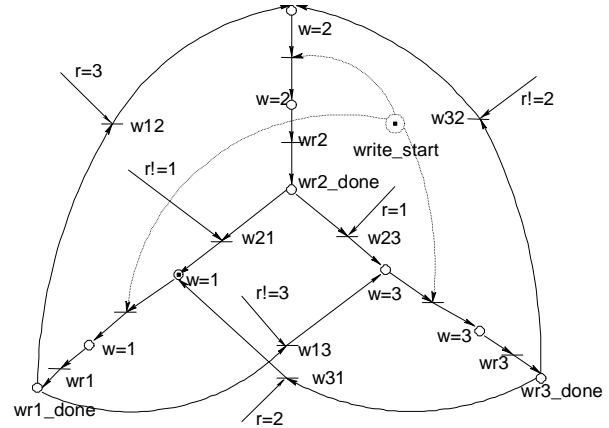 w=2
r=3
r!=2
w=2
w12
w32
wr2
write_start
r!=1
wr2_done
r=1
w21
w23
w=1
w=3
r!=3
w=1
w13
w=3
wr1
wr3
w31
wr1_done
wr3_done
r=2